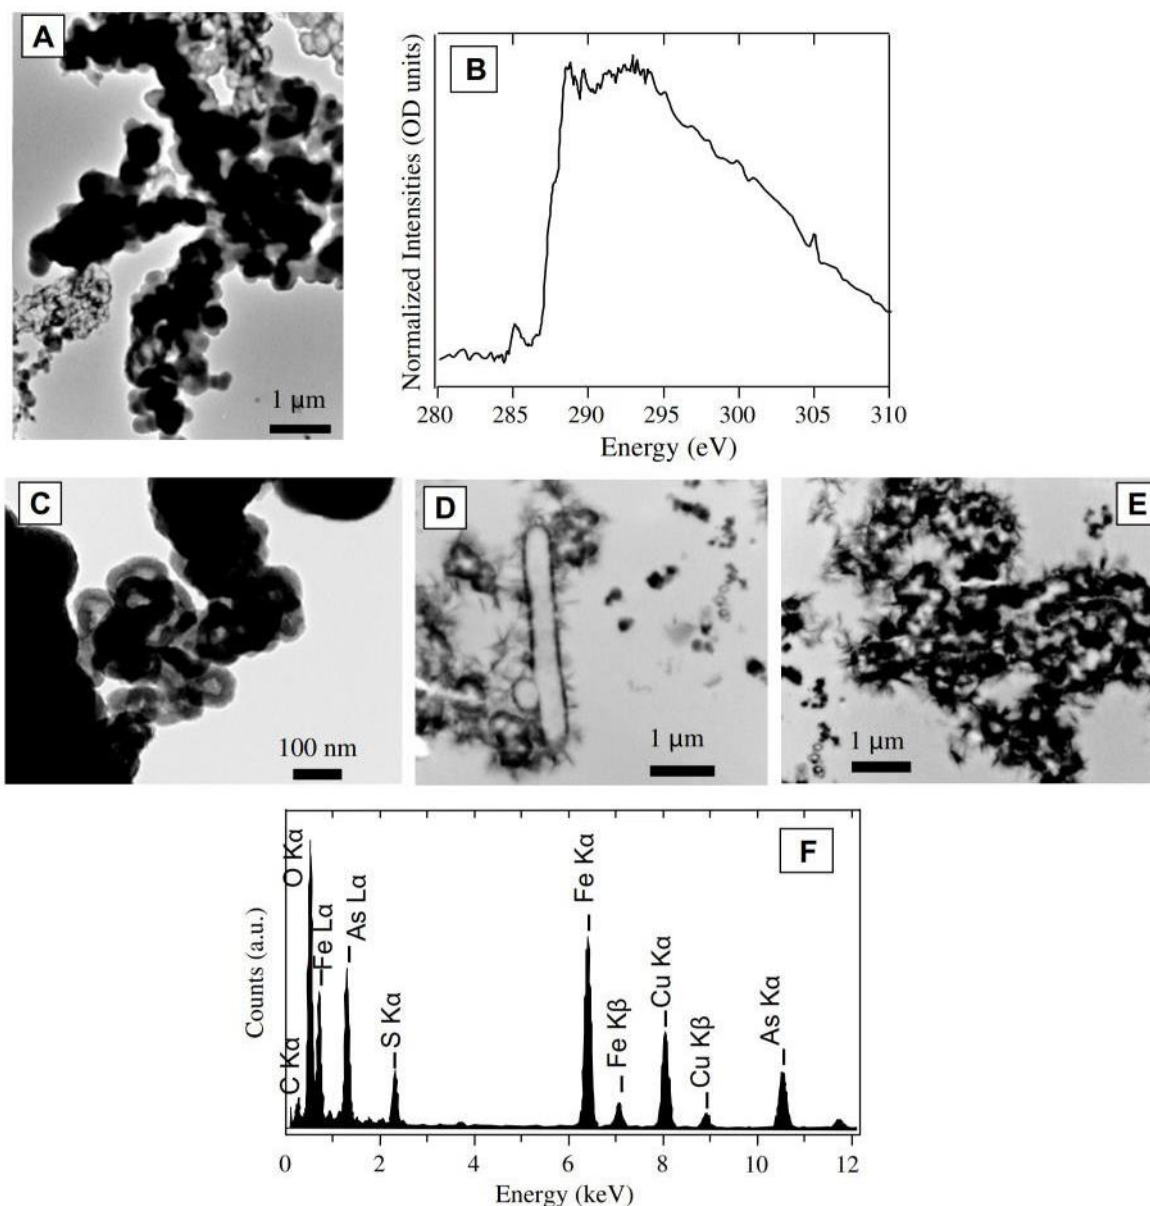 A
1 µm
B
Normalized Intensities (OD units)
280 285 290 295 300 305 310
Energy (eV)
C
100 nm
D
1 µm
E
1 µm
F
Counts (a.u.)
C Kα
O Kα
Fe Lα
As Lα
S Kα
Fe Kα
Fe Kβ
Cu Kα
Cu Kβ
As Kα
0 2 4 6 8 10 12
Energy (keV)